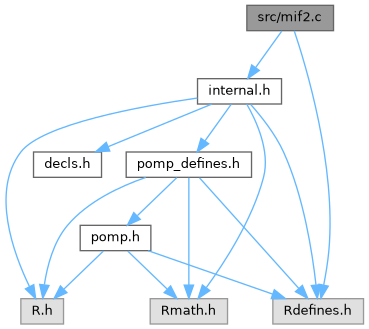 src/mif2.c
internal.h
decls.h
pomp_defines.h
pomp.h
R.h
Rmath.h
Rdefines.h